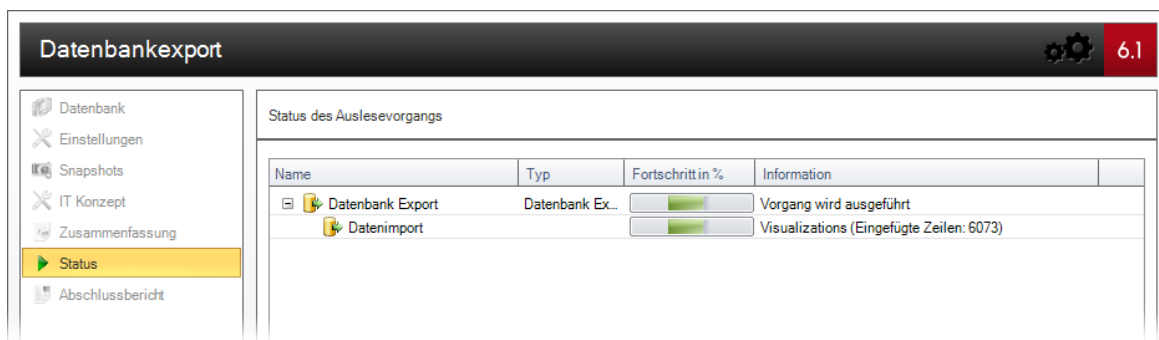 Datenbankexport 6.1
Datenbank
Einstellungen
Snapshots
IT Konzept
Zusammenfassung
Status
Abschlussbericht
Status des Auslesevorgangs
Name Typ Fortschritt in % Information
Datenbank Export Datenbank Ex... Vorgang wird ausgeführt
Datenimport Visualizations (Eingefügte Zeilen: 6073)